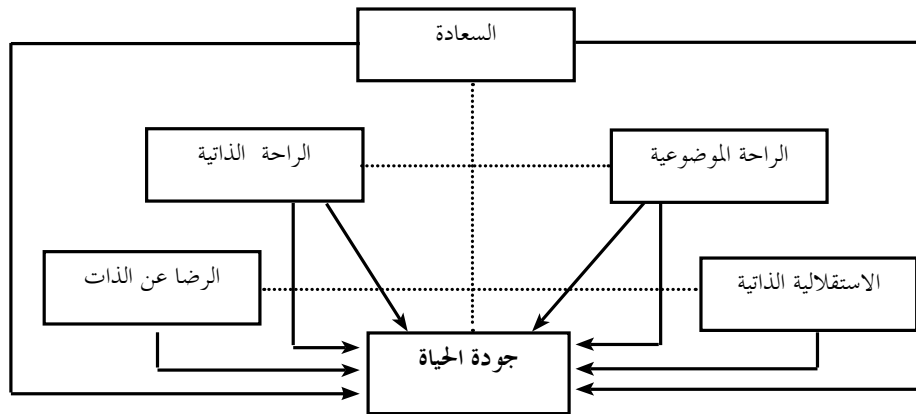 السعادة
الراحة الموضوعية
الراحة الذاتية
الاستقلالية الذاتية
الرضا عن الذات
جودة الحياة